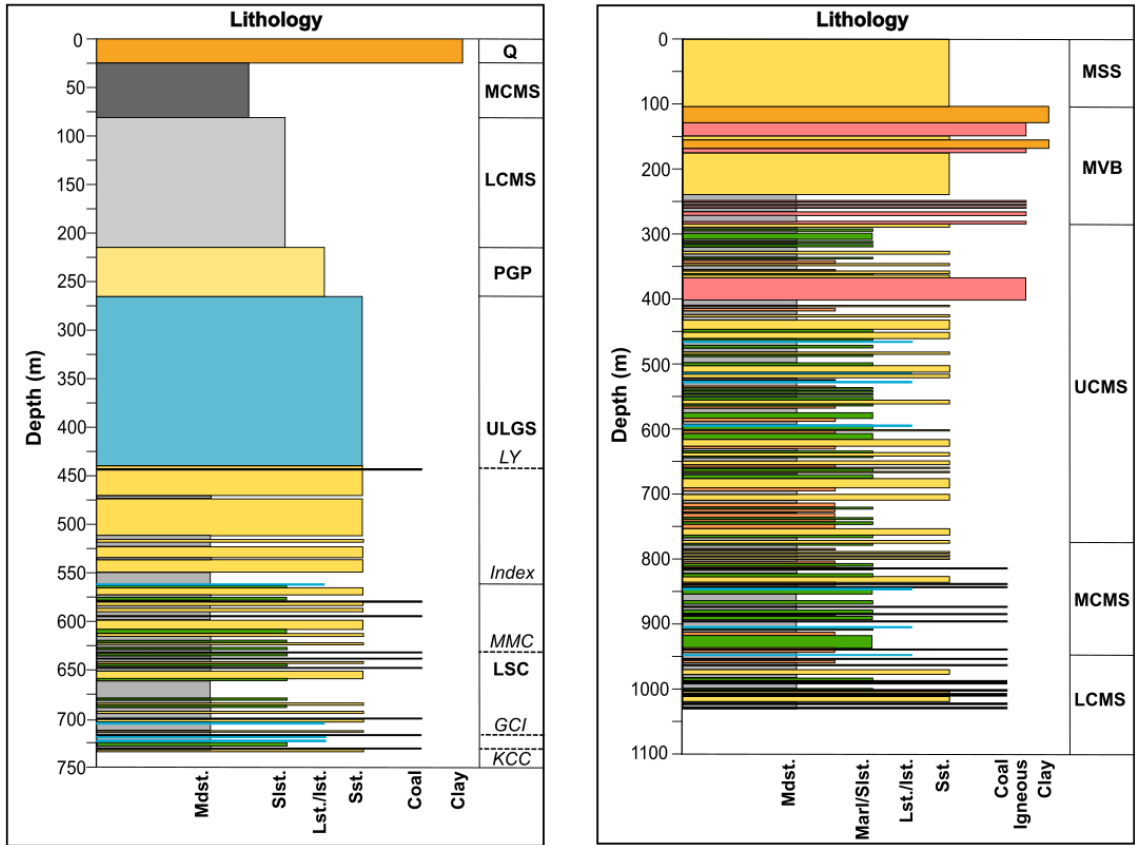 Lithology
Depth (m)
0
50
100
150
200
250
300
350
400
450
500
550
600
650
700
750
Q
MCMS
LCMS
PGP
ULGS
LY
Index
MMC
LSC
GCI
KCC
Mdst.
Slst.
Lst./Ist.
Sst.
Coal
Clay
Lithology
Depth (m)
0
100
200
300
400
500
600
700
800
900
1000
1100
MSS
MVB
UCMS
MCMS
LCMS
Mdst.
Marl/Slst.
Lst./Ist.
Sst.
Coal
Igneous
Clay